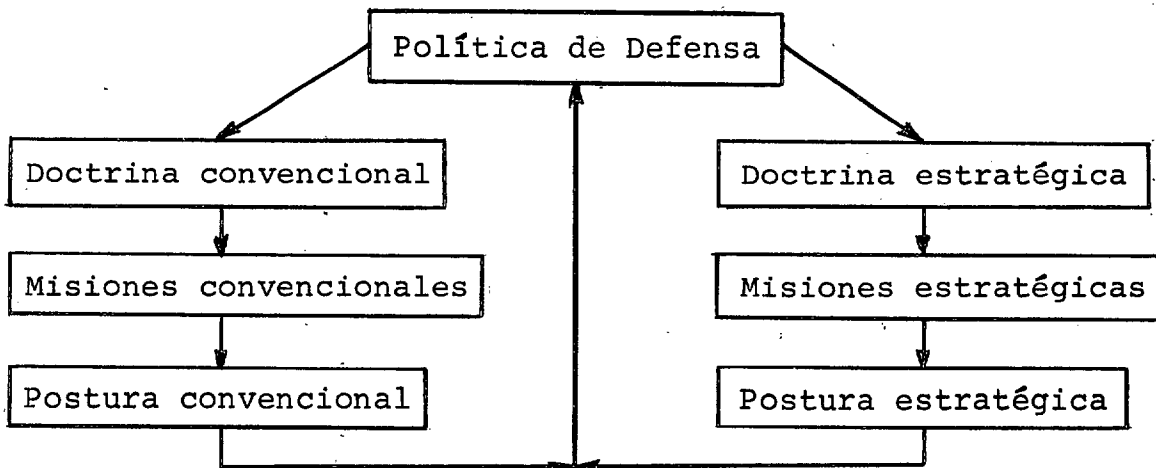 Política de Defensa
Doctrina convencional
Doctrina estratégica
Misiones convencionales
Misiones estratégicas
Postura convencional
Postura estratégica